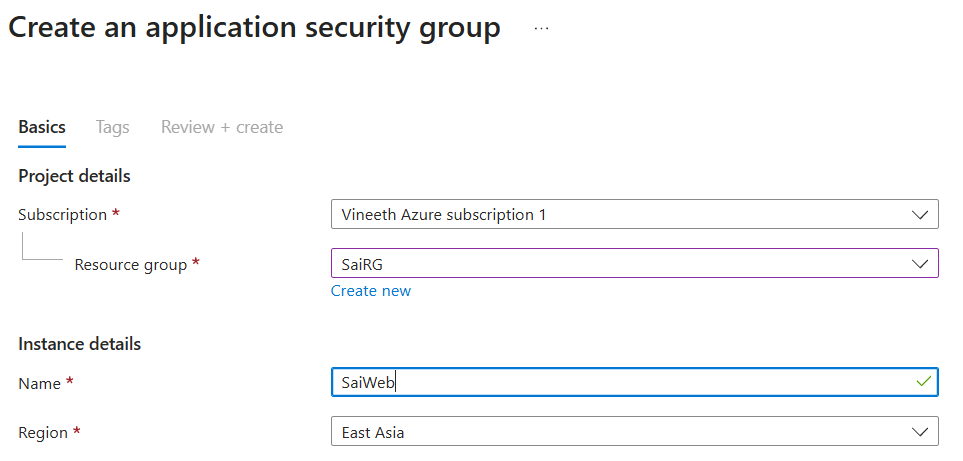 Create an application security group ...
Basics Tags Review + create
Project details
Subscription * Vineeth Azure subscription 1
Resource group * SaiRG
Create new
Instance details
Name * SaiWeb
Region * East Asia